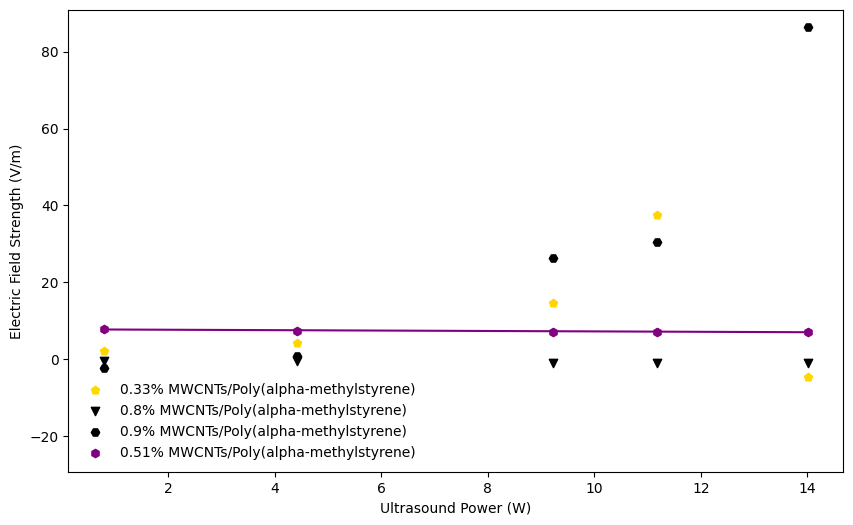 80
60
40
20
0
−20
Electric Field Strength (V/m)
0.33% MWCNTs/Poly(alpha-methylstyrene)
0.8% MWCNTs/Poly(alpha-methylstyrene)
0.9% MWCNTs/Poly(alpha-methylstyrene)
0.51% MWCNTs/Poly(alpha-methylstyrene)
2 4 6 8 10 12 14
Ultrasound Power (W)